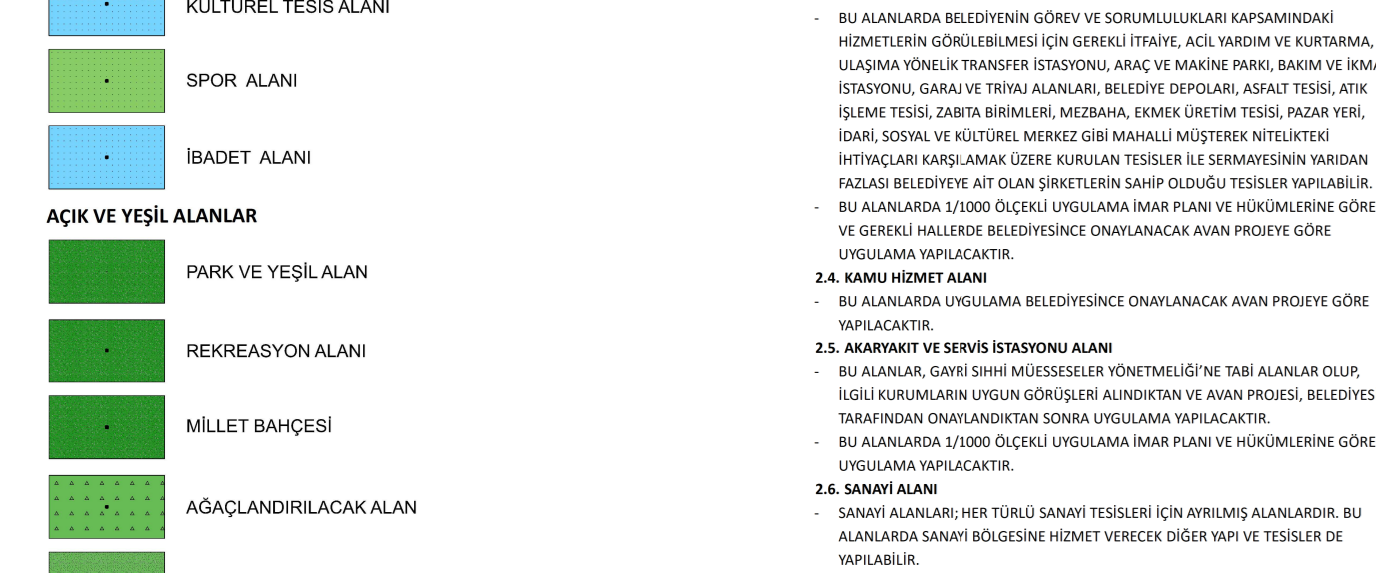 KÜLTÜREL TESİS ALANI
SPOR ALANI
İBADET ALANI
AÇIK VE YEŞİL ALANLAR
PARK VE YEŞİL ALAN
REKREASYON ALANI
MİLLET BAHÇESİ
AĞAÇLANDIRILACAK ALAN
- BU ALANLARDA BELEDİYENİN GÖREV VE SORUMLULUKLARI KAPSAMINDAKİ
HİZMETLERİN GÖRÜLEBİLMESİ İÇİN GEREKLİ İTFAİYE, ACİL YARDIM VE KURTARMA,
ULAŞIMA YÖNELİK TRANSFER İSTASYONU, ARAÇ VE MAKİNE PARKI, BAKIM VE İKMA
İSTASYONU, GARAJ VE TRİYAJ ALANLARI, BELEDİYE DEPOLARI, ASFALT TESİSİ, ATIK
İŞLEME TESİSİ, ZABITA BİRİMLERİ, MEZBAHA, EKMEK ÜRETİM TESİSİ, PAZAR YERİ,
İDARİ, SOSYAL VE KÜLTÜREL MERKEZ GİBİ MAHALLİ MÜŞTEREK NİTELİKTEKİ
İHTİYAÇLARI KARŞILAMAK ÜZERE KURULAN TESİSLER İLE SERMAYESİNİN YARIDAN
FAZLASI BELEDİYEYE AİT OLAN ŞİRKETLERİN SAHİP OLDUĞU TESİSLER YAPILABİLİR.
- BU ALANLARDA 1/1000 ÖLÇEKLİ UYGULAMA İMAR PLANI VE HÜKÜMLERİNE GÖRE
VE GEREKLİ HALLERDE BELEDİYESİNCE ONAYLANACAK AVAN PROJEYE GÖRE
UYGULAMA YAPILACAKTIR.
2.4. KAMU HİZMET ALANI
- BU ALANLARDA UYGULAMA BELEDİYESİNCE ONAYLANACAK AVAN PROJEYE GÖRE
YAPILACAKTIR.
2.5. AKARYAKIT VE SERVİS İSTASYONU ALANI
- BU ALANLAR, GAYRİ SIHHİ MÜESSESELER YÖNETMELİĞİ'NE TABİ ALANLAR OLUP,
İLGİLİ KURUMLARIN UYGUN GÖRÜŞLERİ ALINDIKTAN VE AVAN PROJESİ, BELEDİYES
TARAFINDAN ONAYLANDIKTAN SONRA UYGULAMA YAPILACAKTIR.
- BU ALANLARDA 1/1000 ÖLÇEKLİ UYGULAMA İMAR PLANI VE HÜKÜMLERİNE GÖRE
UYGULAMA YAPILACAKTIR.
2.6. SANAYİ ALANI
- SANAYİ ALANLARI; HER TÜRLÜ SANAYİ TESİSLERİ İÇİN AYRILMIŞ ALANLARDIR. BU
ALANLARDA SANAYİ BÖLGESİNE HİZMET VERECEK DİĞER YAPI VE TESİSLER DE
YAPILABİLİR.